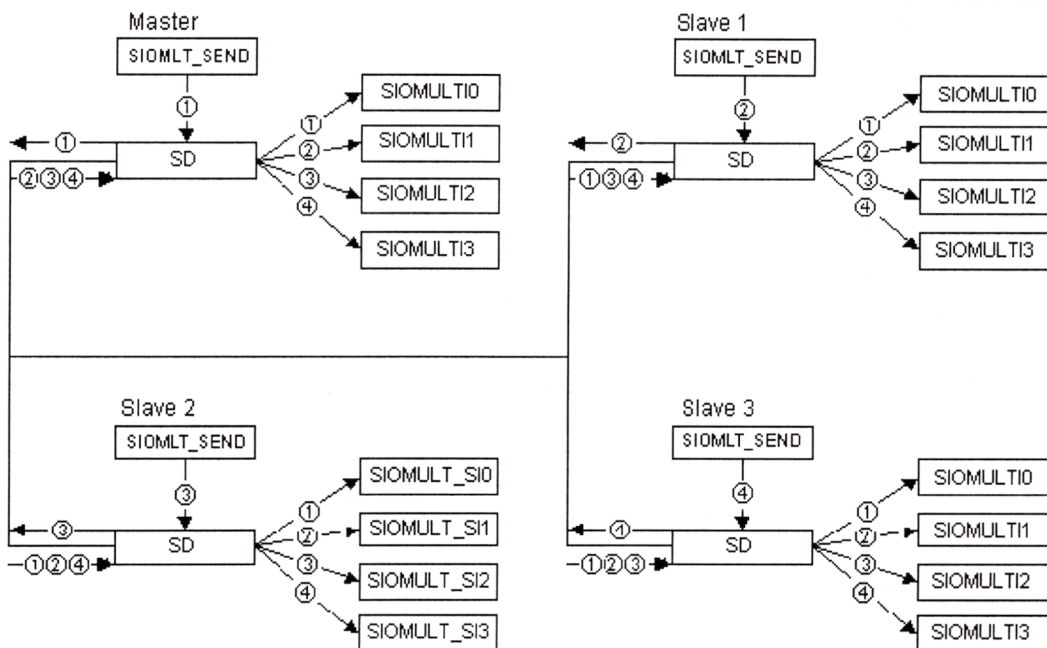 Master
SIOMLT_SEND
①
SD
①
②③④
①
②
③
④
SIOMULTI0
SIOMULTI1
SIOMULTI2
SIOMULTI3
Slave 1
SIOMLT_SEND
②
SD
②
①③④
①
②
③
④
SIOMULTI0
SIOMULTI1
SIOMULTI2
SIOMULTI3
Slave 2
SIOMLT_SEND
③
SD
③
①②④
①
②
③
④
SIOMULT_SI0
SIOMULT_SI1
SIOMULT_SI2
SIOMULT_SI3
Slave 3
SIOMLT_SEND
④
SD
④
①②③
①
②
③
④
SIOMULTI0
SIOMULTI1
SIOMULTI2
SIOMULTI3